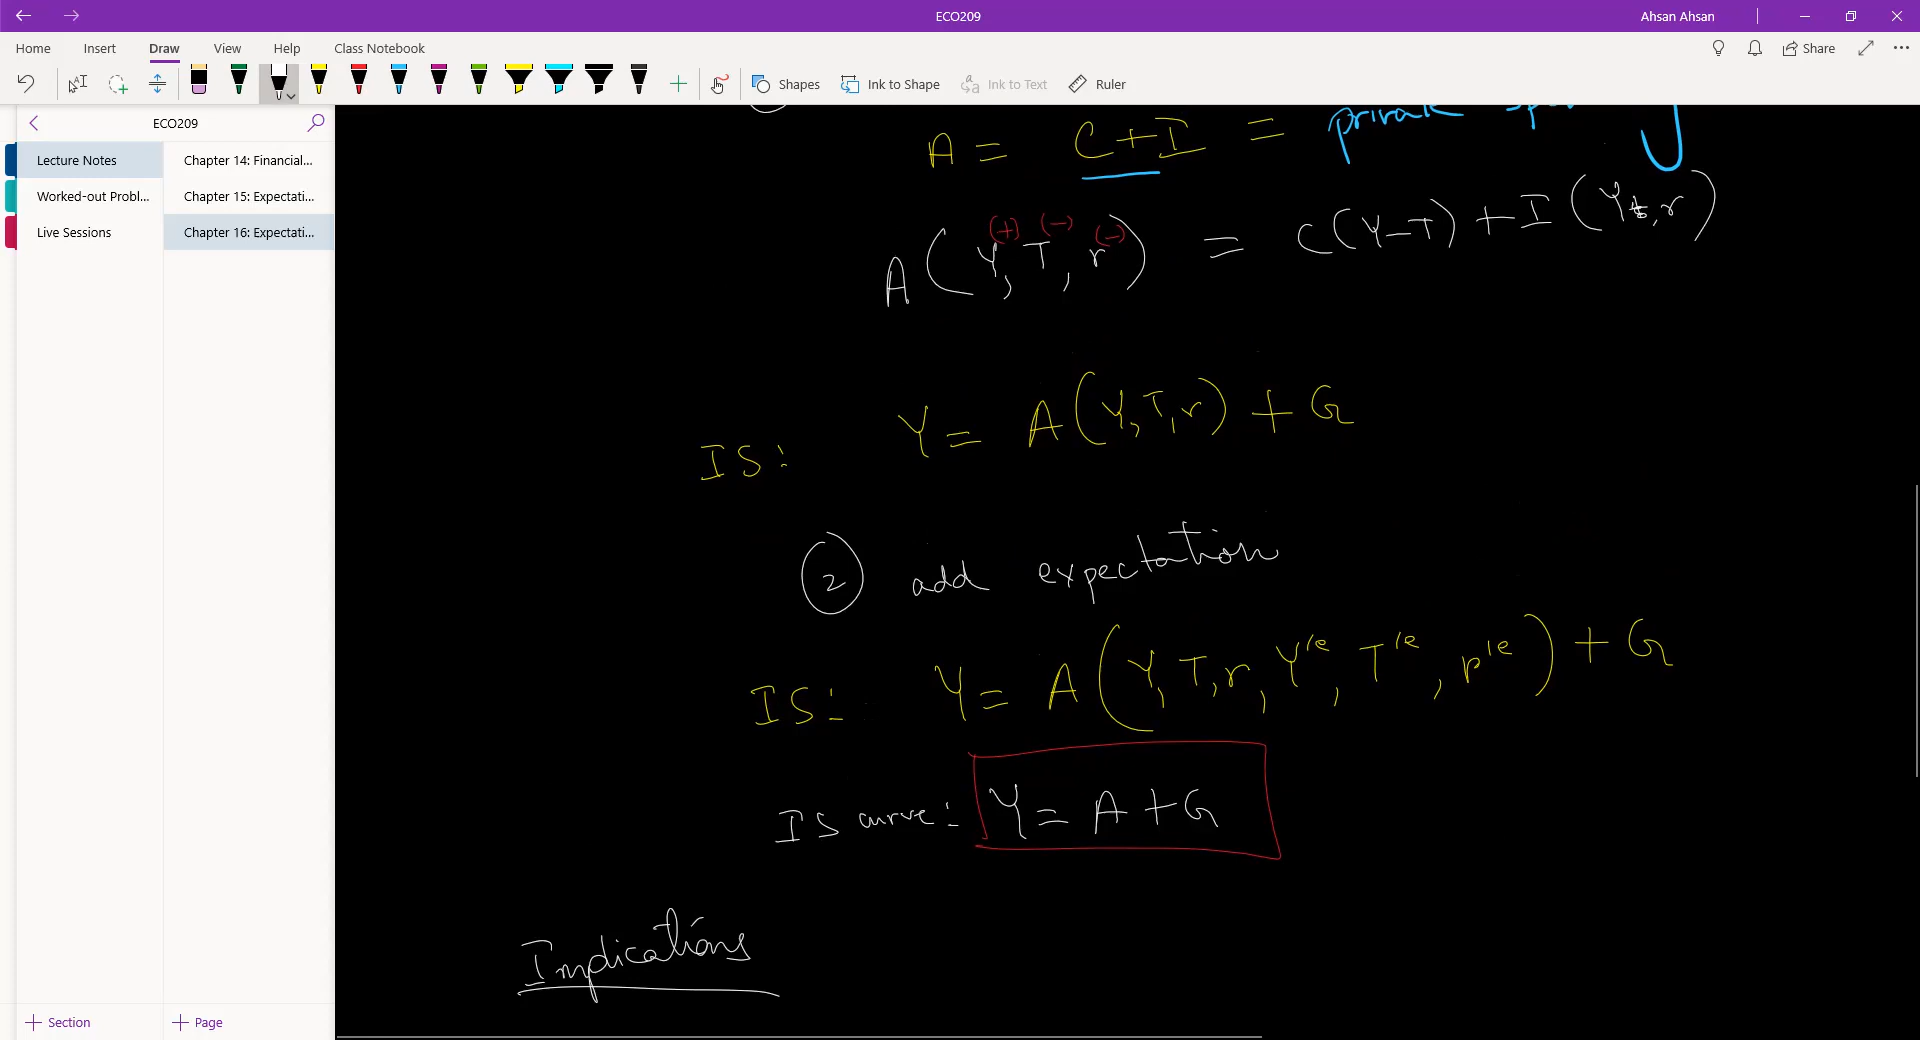 ECO209
Ahsan Ahsan
Home Insert Draw View Help Class Notebook
Share
Shapes Ink to Shape Ink to Text Ruler
ECO209
Lecture Notes
Worked-out Probl...
Live Sessions
Chapter 14: Financial...
Chapter 15: Expectati...
Chapter 16: Expectati...
A = C+I = private
(+) (-) (-)
A(Y, T, r) = C(Y-T) + I(Y, r)
IS: Y = A(Y, T, r) + G
2 add expectation
IS: Y = A(Y, T, r, Y'e, T'e, r'e) + G
IS curve: Y = A + G
Implications
+ Section
+ Page